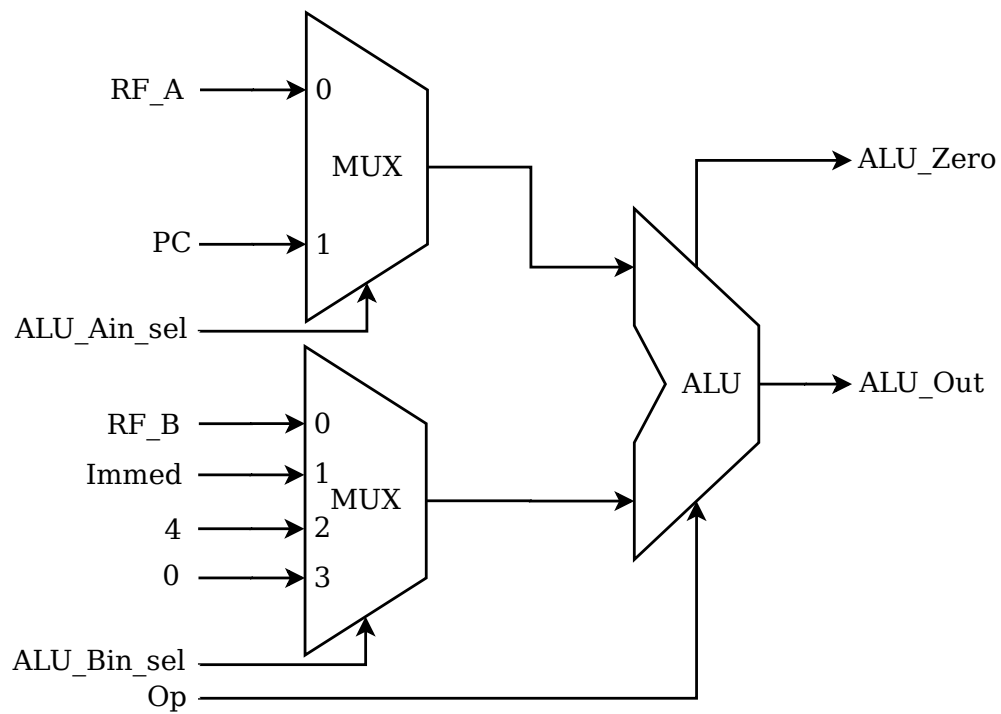 RF_A
0
MUX
PC
1
ALU_Ain_sel
ALU_Zero
ALU
ALU_Out
RF_B
0
Immed
1
MUX
4
2
0
3
ALU_Bin_sel
Op